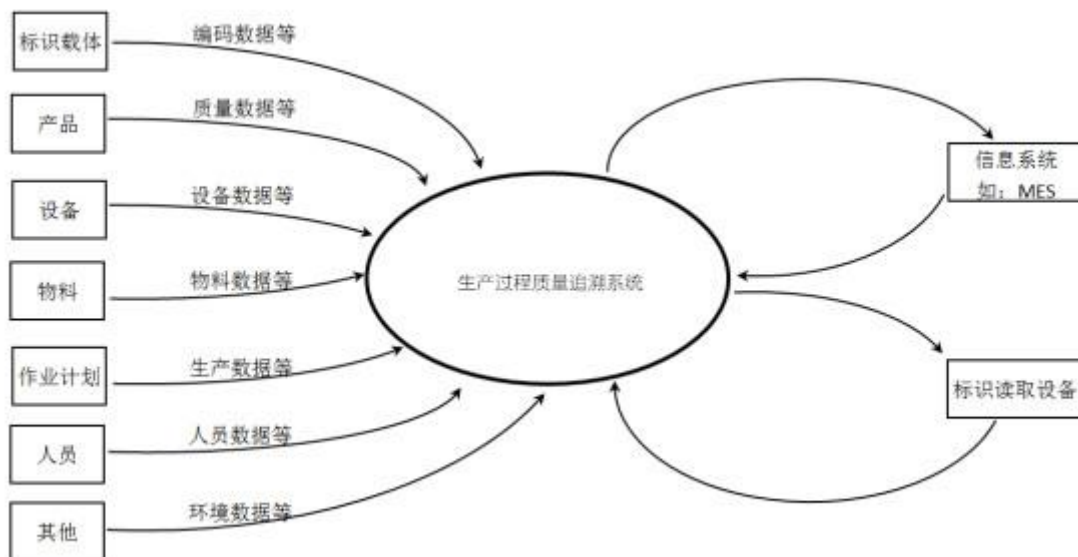 标识载体
编码数据等
产品
质量数据等
设备
设备数据等
物料
物料数据等
作业计划
生产数据等
人员
人员数据等
其他
环境数据等
生产过程质量追溯系统
信息系统
如：MES
标识读取设备